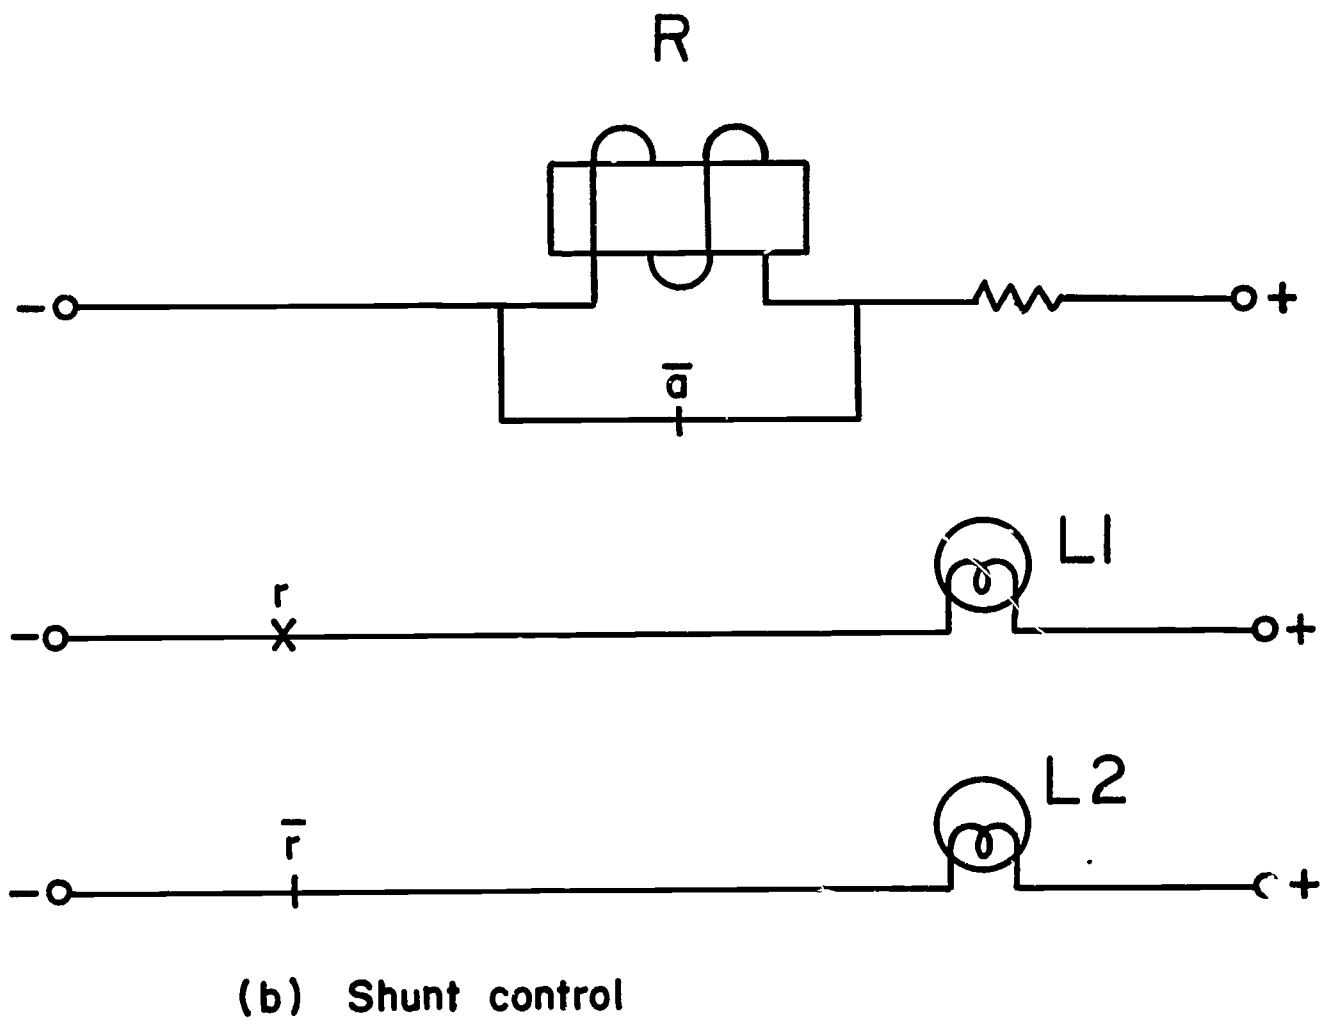 R
− +
a̅
L1
r
− +
L2
r̅
− +
(b) Shunt control